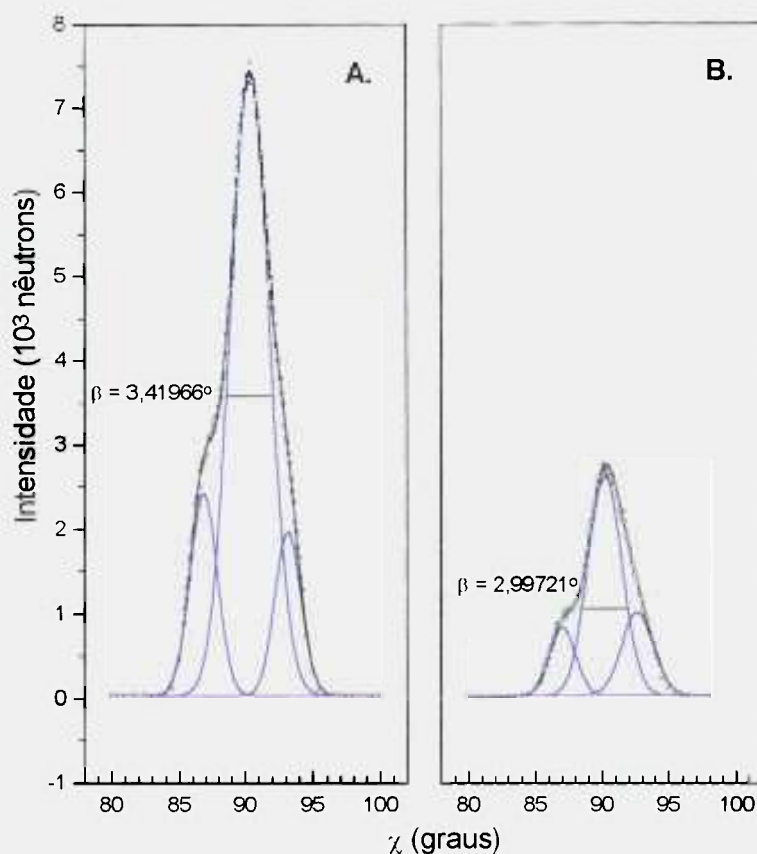 A.
B.
Intensidade (10³ nêutrons)
8
7
6
5
4
3
2
1
0
-1
β = 3,41966º
β = 2,99721º
80 85 90 95 100
80 85 90 95 100
χ (graus)